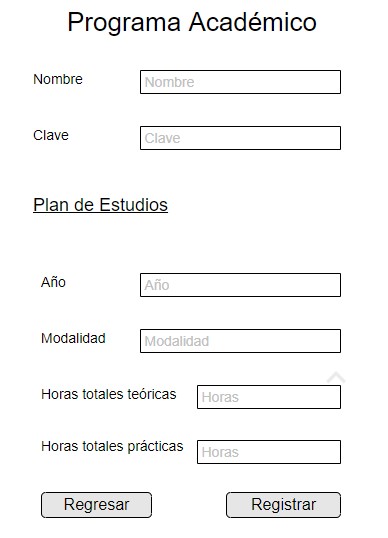 Programa Académico
Nombre Nombre
Clave Clave
Plan de Estudios
Año Año
Modalidad Modalidad
Horas totales teóricas Horas
Horas totales prácticas Horas
Regresar Registrar